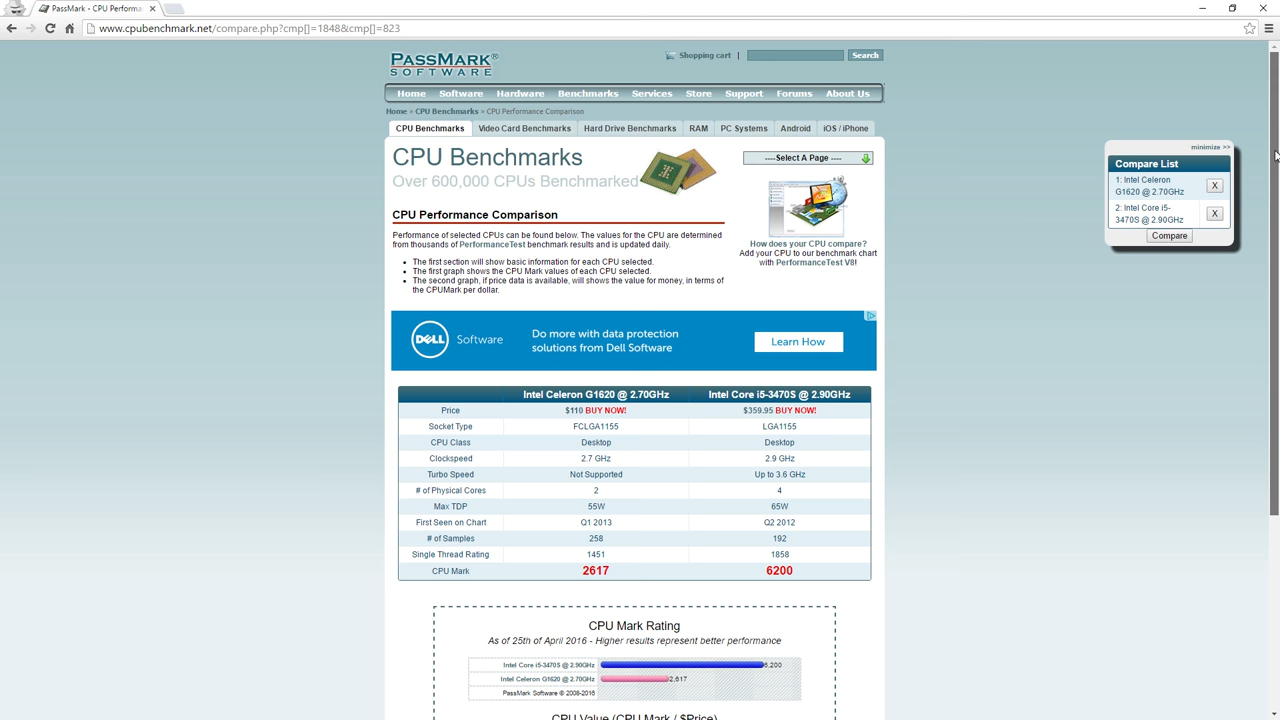 PassMark - CPU Performa
www.cpubenchmark.net/compare.php?cmp[]=1848&cmp[]=823
PASSMARK®
SOFTWARE
Shopping cart | Search
Home Software Hardware Benchmarks Services Store Support Forums About Us
Home » CPU Benchmarks » CPU Performance Comparison
CPU Benchmarks Video Card Benchmarks Hard Drive Benchmarks RAM PC Systems Android iOS / iPhone
CPU Benchmarks
Over 600,000 CPUs Benchmarked
----Select A Page ----
CPU Performance Comparison
Performance of selected CPUs can be found below. The values for the CPU are determined
from thousands of PerformanceTest benchmark results and is updated daily.
• The first section will show basic information for each CPU selected.
• The first graph shows the CPU Mark values of each CPU selected.
• The second graph, if price data is available, will shows the value for money, in terms of
the CPUMark per dollar.
How does your CPU compare?
Add your CPU to our benchmark chart
with PerformanceTest V8!
minimize >>
Compare List
1: Intel Celeron
G1620 @ 2.70GHz
X
2: Intel Core i5-
3470S @ 2.90GHz
X
Compare
DELL Software
Do more with data protection
solutions from Dell Software
Learn How
Intel Celeron G1620 @ 2.70GHz Intel Core i5-3470S @ 2.90GHz
Price $110 BUY NOW! $359.95 BUY NOW!
Socket Type FCLGA1155 LGA1155
CPU Class Desktop Desktop
Clockspeed 2.7 GHz 2.9 GHz
Turbo Speed Not Supported Up to 3.6 GHz
# of Physical Cores 2 4
Max TDP 55W 65W
First Seen on Chart Q1 2013 Q2 2012
# of Samples 258 192
Single Thread Rating 1451 1858
CPU Mark 2617 6200
CPU Mark Rating
As of 25th of April 2016 - Higher results represent better performance
Intel Core i5-3470S @ 2.90GHz 6,200
Intel Celeron G1620 @ 2.70GHz 2,617
PassMark Software © 2008-2016
CPU Value (CPU Mark / $Price)